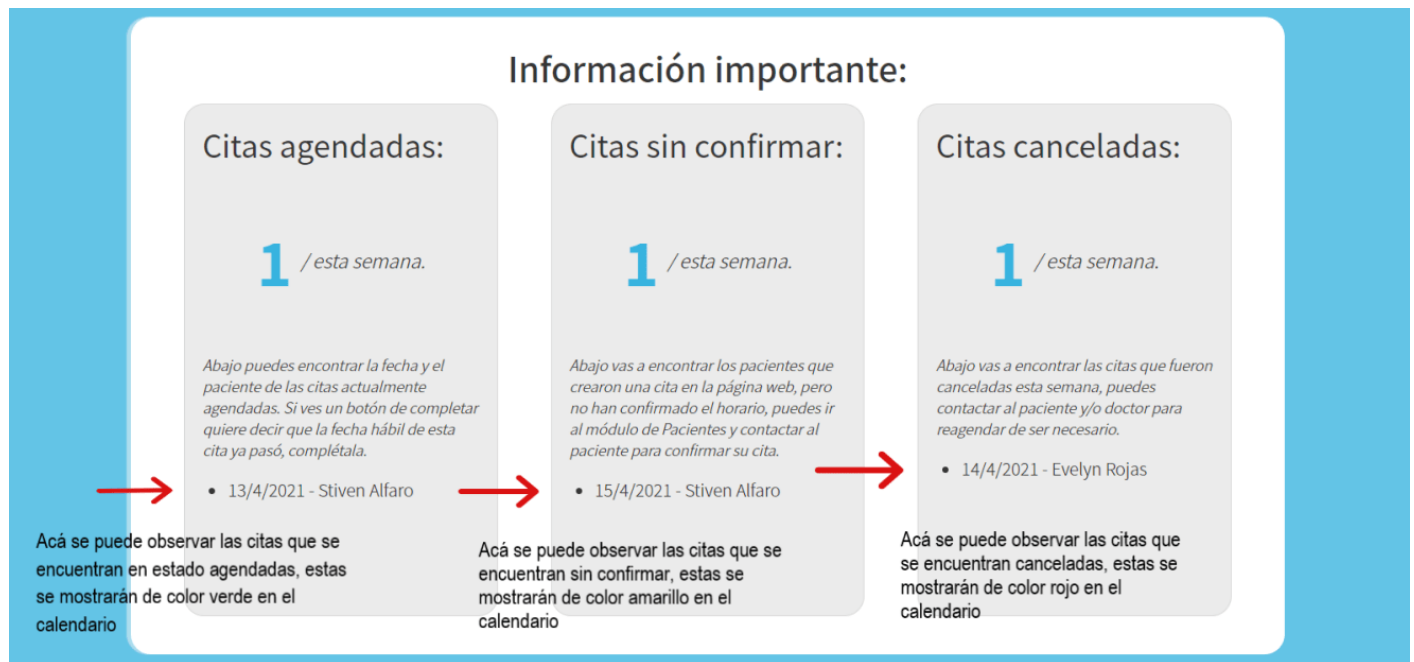 Información importante:
Citas agendadas:
1 / esta semana.
Abajo puedes encontrar la fecha y el
paciente de las citas actualmente
agendadas. Si ves un botón de completar
quiere decir que la fecha hábil de esta
cita ya pasó, complétala.
• 13/4/2021 - Stiven Alfaro
Acá se puede observar las citas que se
encuentran en estado agendadas, estas
se mostrarán de color verde en el
calendario
Citas sin confirmar:
1 / esta semana.
Abajo vas a encontrar los pacientes que
crearon una cita en la página web, pero
no han confirmado el horario, puedes ir
al módulo de Pacientes y contactar al
paciente para confirmar su cita.
• 15/4/2021 - Stiven Alfaro
Acá se puede observar las citas que se
encuentran sin confirmar, estas se
mostrarán de color amarillo en el
calendario
Citas canceladas:
1 / esta semana.
Abajo vas a encontrar las citas que fueron
canceladas esta semana, puedes
contactar al paciente y/o doctor para
reagendar de ser necesario.
• 14/4/2021 - Evelyn Rojas
Acá se puede observar las citas que
se encuentran canceladas, estas se
mostrarán de color rojo en el
calendario